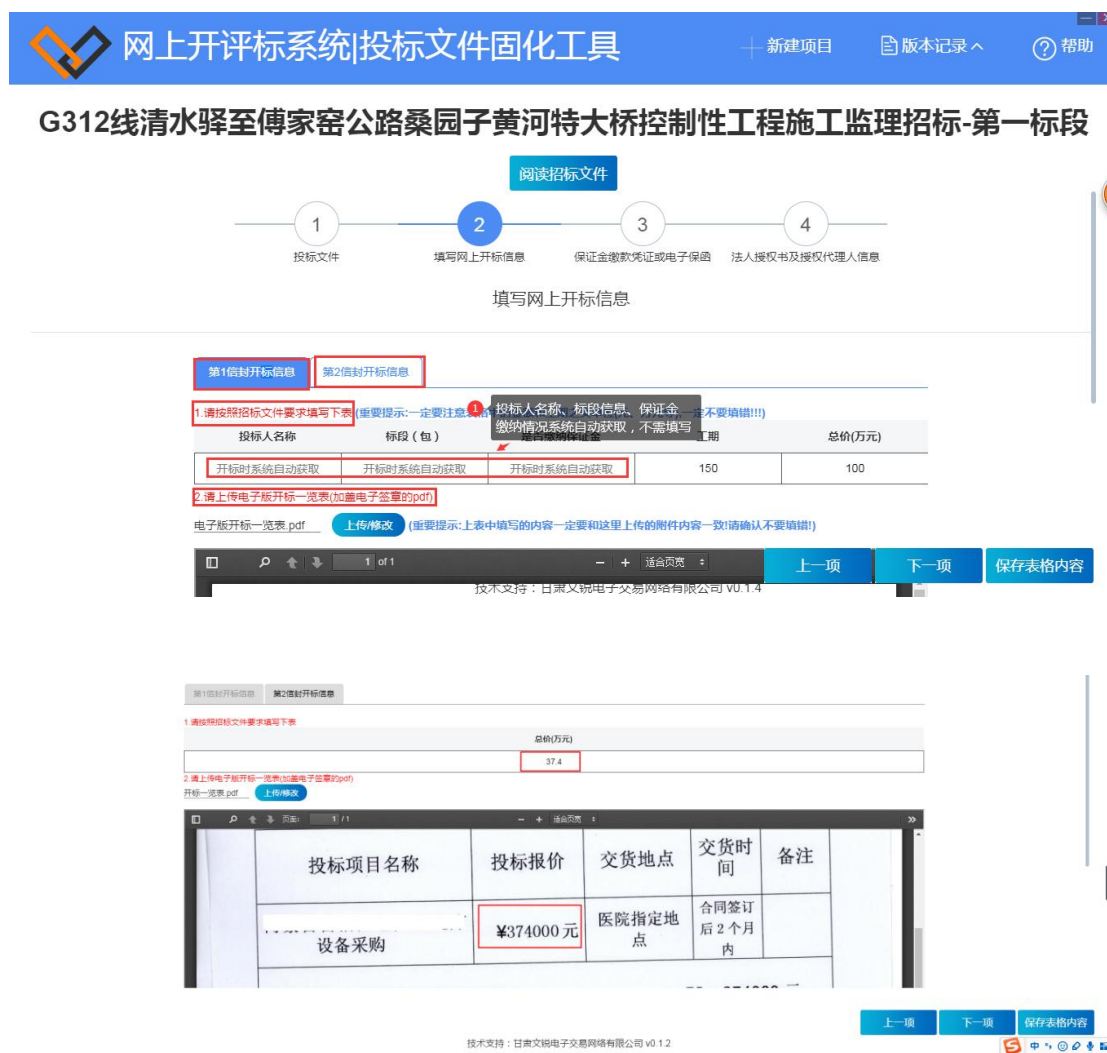 网上开评标系统|投标文件固化工具
新建项目 版本记录 帮助
G312线清水驿至傅家窑公路桑园子黄河特大桥控制性工程施工监理招标-第一标段
阅读招标文件
1 2 3 4
投标文件 填写网上开标信息 保证金缴款凭证或电子保函 法人授权书及授权代理人信息
填写网上开标信息
第1信封开标信息 第2信封开标信息
1.请按照招标文件要求填写下表(重要提示:一定要注意 一定不要填错!!!)
1 投标人名称、标段信息、保证金
缴纳情况系统自动获取，不需填写
投标人名称 标段（包） 工期 总价(万元)
开标时系统自动获取 开标时系统自动获取 开标时系统自动获取 150 100
2.请上传电子版开标一览表(加盖电子签章的pdf)
电子版开标一览表.pdf 上传/修改 (重要提示:上表中填写的内容一定要和这里上传的附件内容一致!请确认不要填错!)
1 of 1 适合页宽 上一项 下一项 保存表格内容
技术支持：甘肃文锐电子交易网络有限公司 v0.1.4
第1信封开标信息 第2信封开标信息
1.请按照招标文件要求填写下表
总价(万元)
37.4
2.请上传电子版开标一览表(加盖电子签章的pdf)
开标一览表.pdf 上传/修改
页面: 1 / 1 适合页宽
投标项目名称 投标报价 交货地点 交货时间 备注
设备采购 ¥374000元 医院指定地点 合同签订后2个月内
上一项 下一项 保存表格内容
技术支持：甘肃文锐电子交易网络有限公司 v0.1.2
中